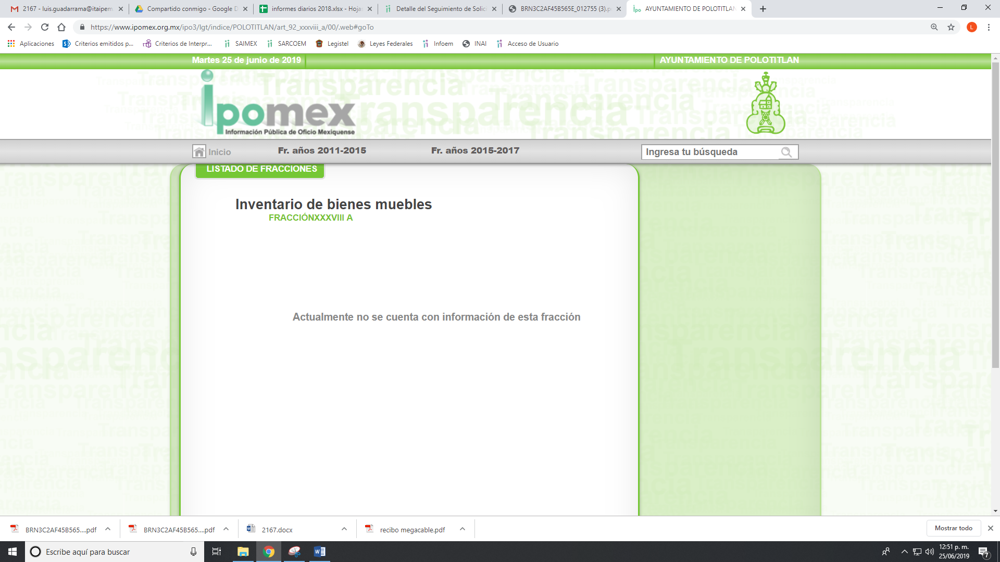 2167 - luis.guadarrama@itaipem
Compartido conmigo - Google D
informes diarios 2018.xlsx - Hojas
Detalle del Seguimiento de Solici
BRN3C2AF45B565E_012755 (3).p
AYUNTAMIENTO DE POLOTITLAN
https://www.ipomex.org.mx/ipo3/lgt/indice/POLOTITLAN/art_92_xxxviii_a/00/.web#goTo
L
Aplicaciones
Criterios emitidos p...
Criterios de Interpr...
SAIMEX
SARCOEM
Legistel
Leyes Federales
Infoem
INAI
Acceso de Usuario
Martes 25 de junio de 2019
AYUNTAMIENTO DE POLOTITLAN
ipomex
Información Pública de Oficio Mexiquense
Transparencia
Inicio
Fr. años 2011-2015
Fr. años 2015-2017
Ingresa tu búsqueda
LISTADO DE FRACCIONES
Inventario de bienes muebles
FRACCIÓNXXXVIII A
Actualmente no se cuenta con información de esta fracción
BRN3C2AF45B565....pdf
BRN3C2AF45B565....pdf
2167.docx
recibo megacable.pdf
Mostrar todo
Escribe aquí para buscar
12:51 p. m.
25/06/2019
7